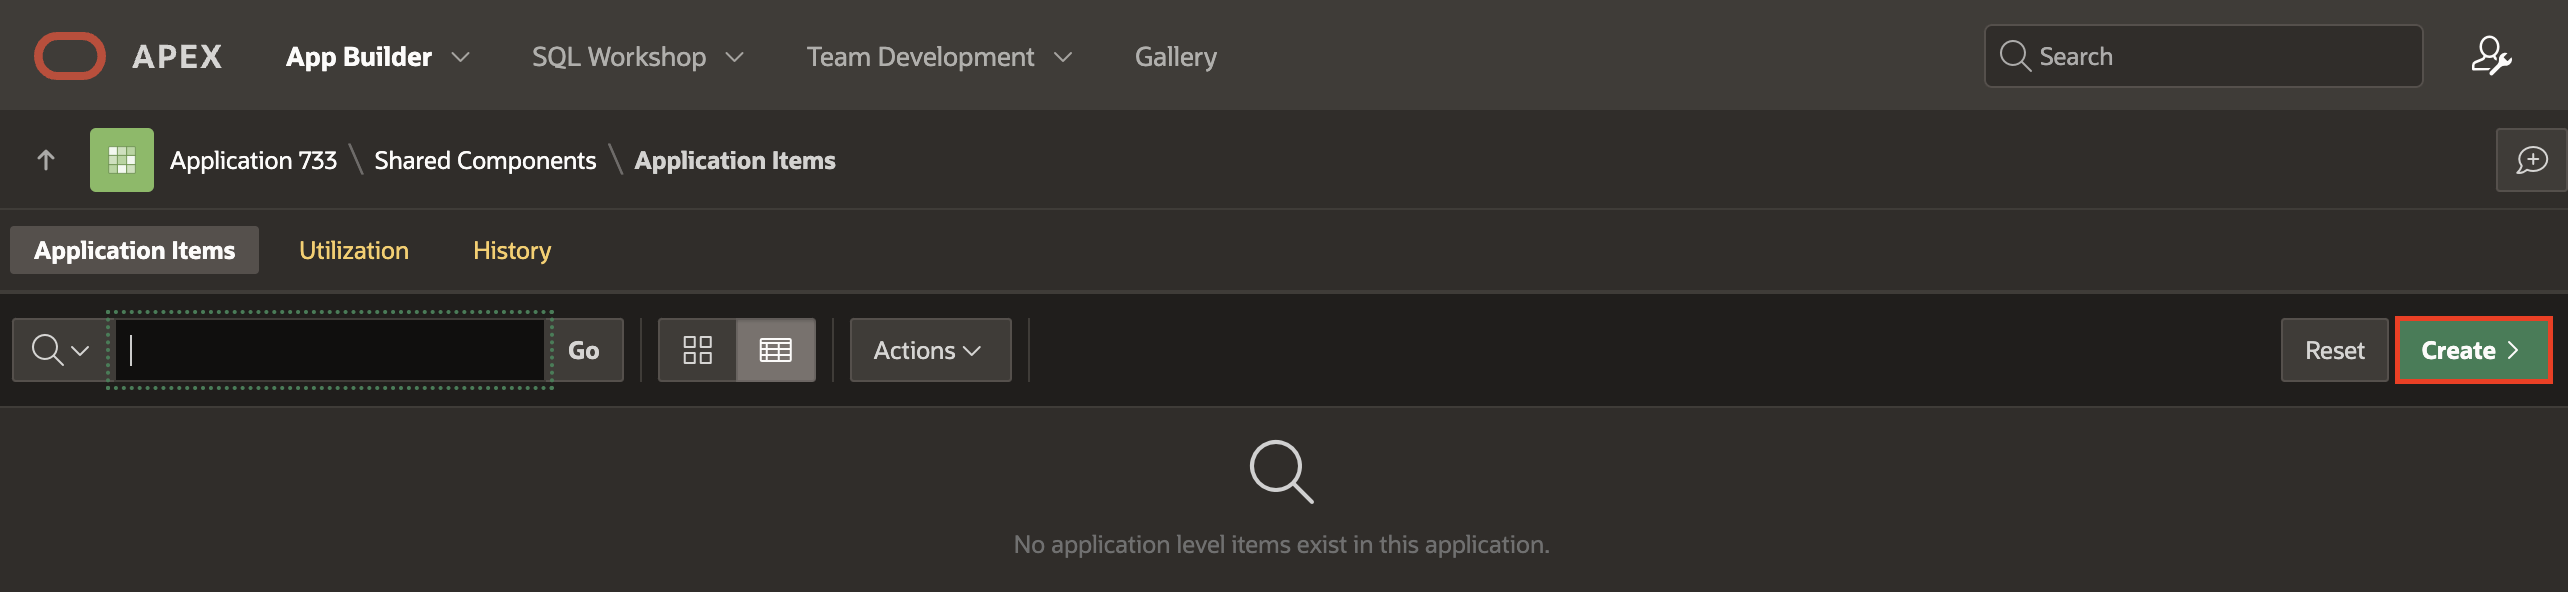 APEX App Builder SQL Workshop Team Development Gallery Search
Application 733 \ Shared Components \ Application Items
Application Items Utilization History
Go Actions Reset Create
No application level items exist in this application.